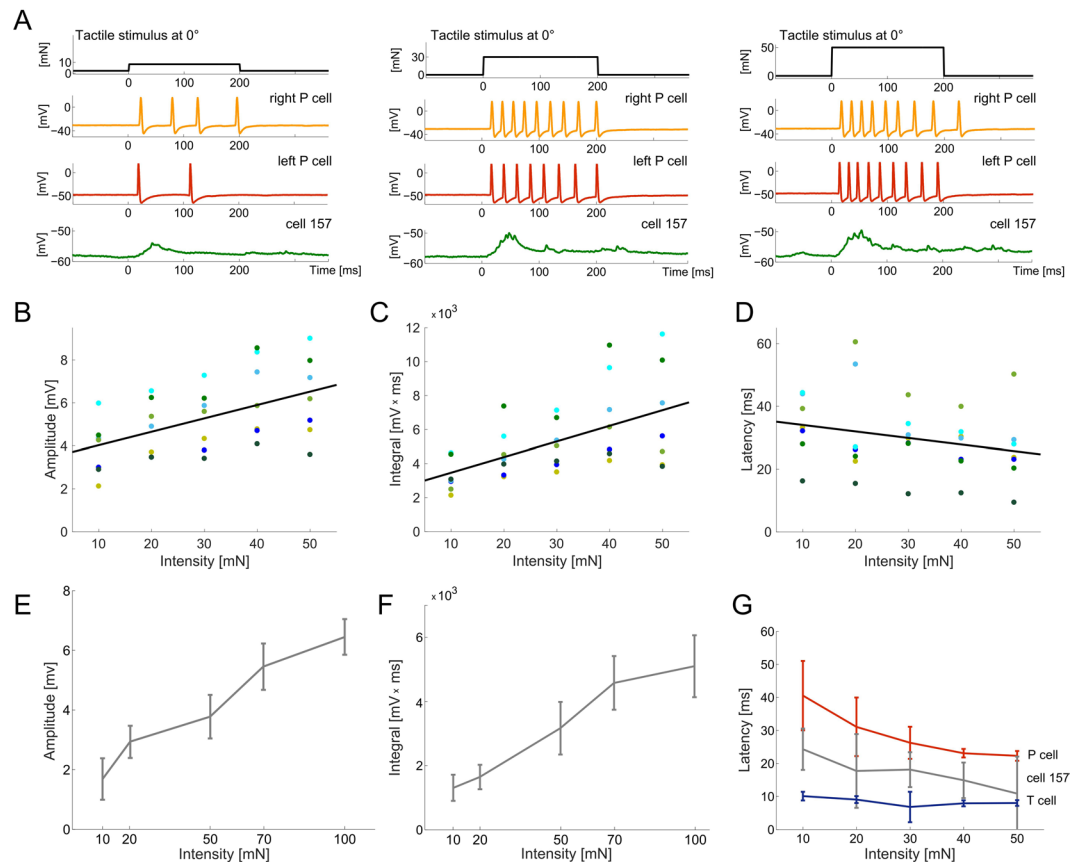 A
Tactile stimulus at 0°
[mN]
10
0
0 100 200
right P cell
[mV]
0
−40
0 100 200
left P cell
[mV]
−50
0 100 200
cell 157
[mV]
−50
−60
0 100 200 Time [ms]
Tactile stimulus at 0°
[mN]
30
0
0 100 200
right P cell
[mV]
0
−40
0 100 200
left P cell
[mV]
−50
0 100 200
cell 157
[mV]
−50
−60
0 100 200 Time [ms]
Tactile stimulus at 0°
[mN]
50
0
0 100 200
right P cell
[mV]
0
−40
0 100 200
left P cell
[mV]
−50
0 100 200
cell 157
[mV]
−50
−60
0 100 200 Time [ms]
B
Amplitude [mV]
8
6
4
2
0
10 20 30 40 50
Intensity [mN]
C
x 10³
Integral [mV × ms]
12
10
8
6
4
2
0
10 20 30 40 50
Intensity [mN]
D
Latency [ms]
60
40
20
0
10 20 30 40 50
Intensity [mN]
E
Amplitude [mv]
8
6
4
2
0
10 20 50 70 100
Intensity [mN]
F
x 10³
Integral [mV × ms]
6
4
2
0
10 20 50 70 100
Intensity [mN]
G
Latency [ms]
60
50
40
30
20
10
0
P cell
cell 157
T cell
10 20 30 40 50
Intensity [mN]